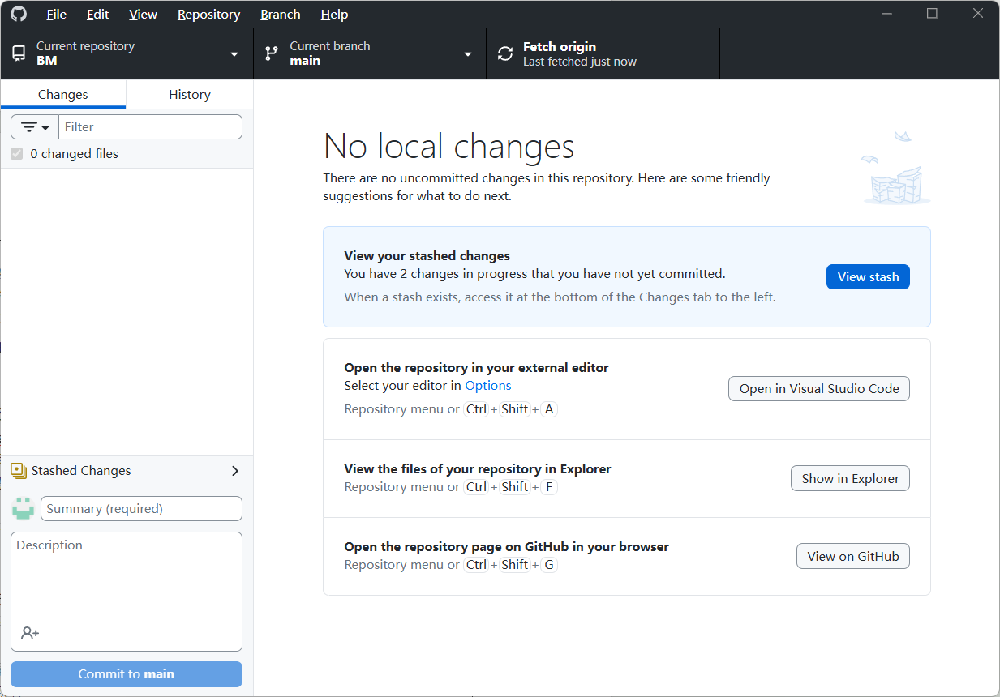 File Edit View Repository Branch Help
Current repository
BM
Current branch
main
Fetch origin
Last fetched just now
Changes
History
Filter
0 changed files
No local changes
There are no uncommitted changes in this repository. Here are some friendly
suggestions for what to do next.
View your stashed changes
You have 2 changes in progress that you have not yet committed.
When a stash exists, access it at the bottom of the Changes tab to the left.
View stash
Open the repository in your external editor
Select your editor in Options
Repository menu or Ctrl + Shift + A
Open in Visual Studio Code
View the files of your repository in Explorer
Repository menu or Ctrl + Shift + F
Show in Explorer
Open the repository page on GitHub in your browser
Repository menu or Ctrl + Shift + G
View on GitHub
Stashed Changes
Summary (required)
Description
Commit to main